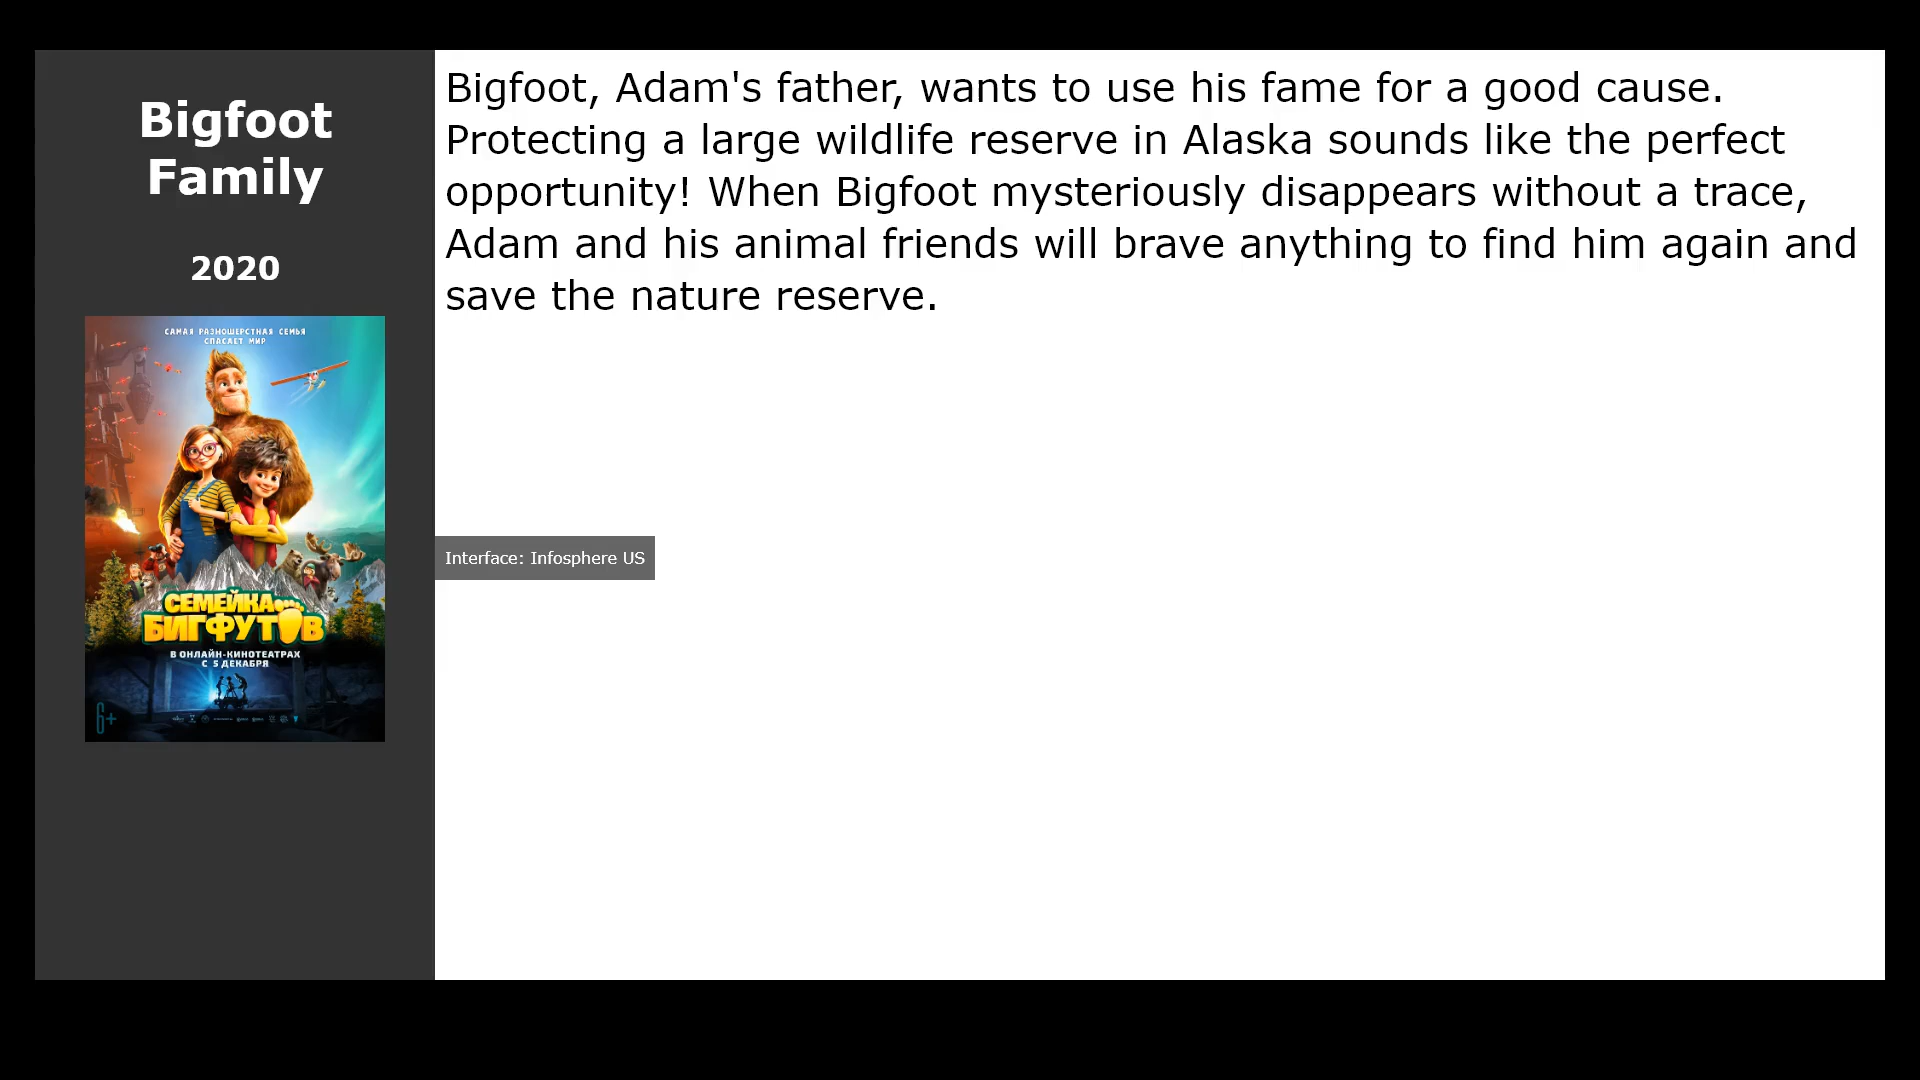 Bigfoot
Family
2020
САМАЯ РАЗНОШЕРСТНАЯ СЕМЬЯ
СПАСАЕТ МИР
СЕМЕЙКА
БИГФУТОВ
В ОНЛАЙН-КИНОТЕАТРАХ
С 5 ДЕКАБРЯ
6+
Bigfoot, Adam's father, wants to use his fame for a good cause.
Protecting a large wildlife reserve in Alaska sounds like the perfect
opportunity! When Bigfoot mysteriously disappears without a trace,
Adam and his animal friends will brave anything to find him again and
save the nature reserve.
Interface: Infosphere US